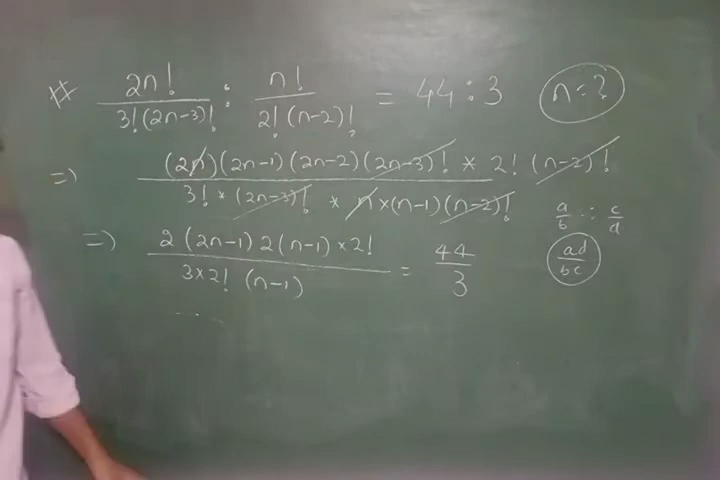 # 2n!/3!(2n-3)! : n!/2!(n-2)! = 44:3 n=?
=> (2n)(2n-1)(2n-2)(2n-3)! * 2! (n-2)! / 3! * (2n-3)! * n×(n-1)(n-2)!
a/b : c/d
=> 2(2n-1)2(n-1)×2! / 3×2! (n-1) = 44/3
ad/bc